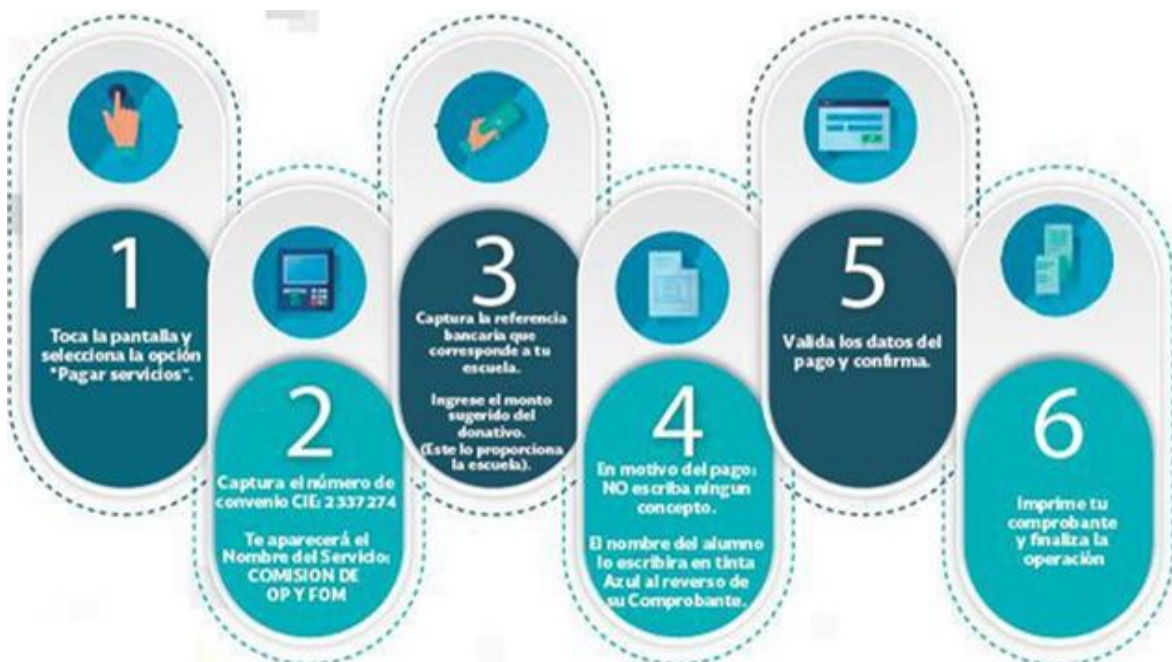 1
Toca la pantalla y
selecciona la opción
"Pagar servicios".
2
Captura el número de
convenio CIE: 2337274
Te aparecerá el
Nombre del Servicio:
COMISION DE
OP Y FOM
3
Captura la referencia
bancaria que
corresponde a tu
escuela.
Ingrese el monto
sugerido del
donativo.
(Este lo proporciona
la escuela).
4
En motivo del pago:
NO escriba ningun
concepto.
El nombre del alumno
lo escribira en tinta
Azul al reverso de
su Comprobante.
5
Valida los datos del
pago y confirma.
6
Imprime tu
comprobante
y finaliza la
operación